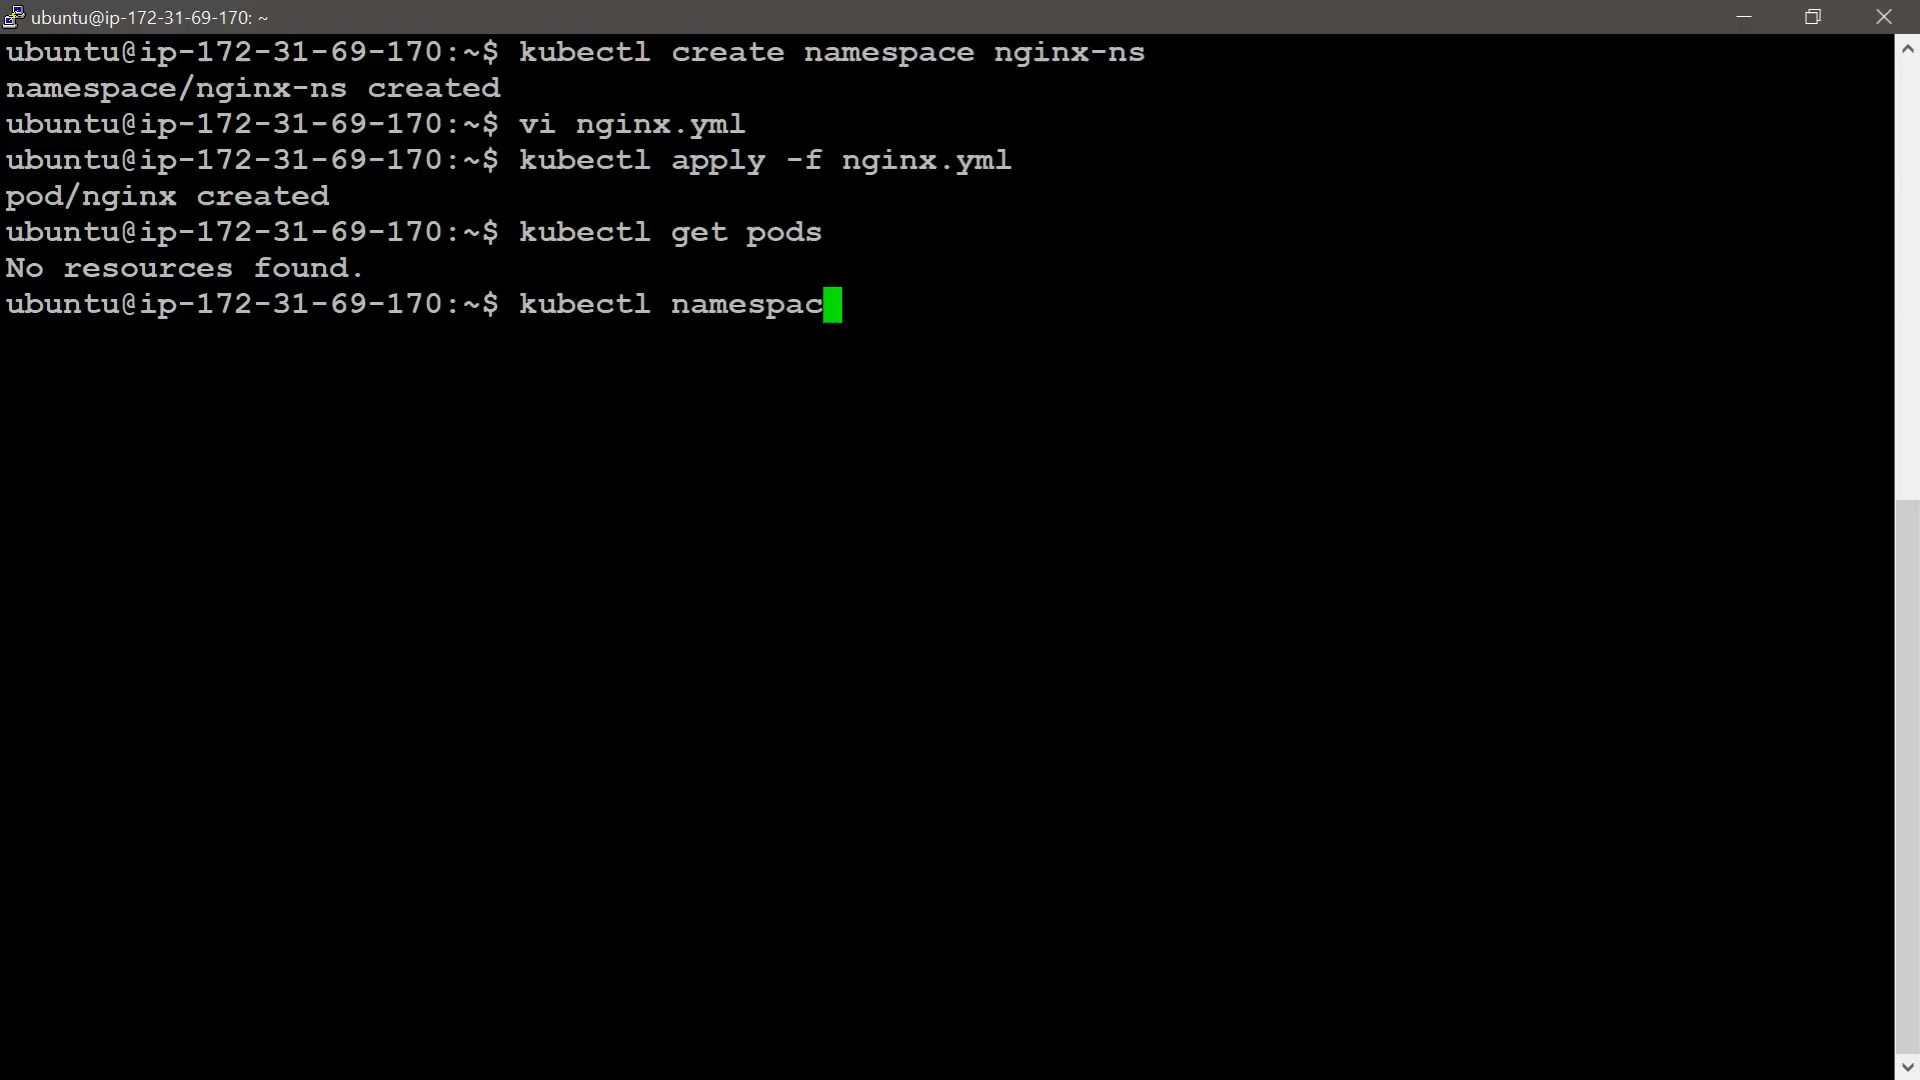 ubuntu@ip-172-31-69-170: ~
ubuntu@ip-172-31-69-170:~$ kubectl create namespace nginx-ns
namespace/nginx-ns created
ubuntu@ip-172-31-69-170:~$ vi nginx.yml
ubuntu@ip-172-31-69-170:~$ kubectl apply -f nginx.yml
pod/nginx created
ubuntu@ip-172-31-69-170:~$ kubectl get pods
No resources found.
ubuntu@ip-172-31-69-170:~$ kubectl namespac